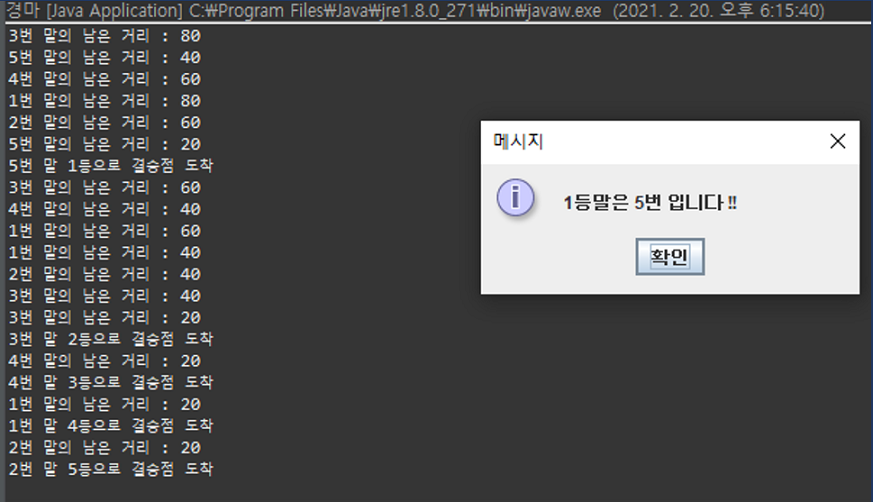 경마 [Java Application] C:￦Program Files￦Java￦jre1.8.0_271￦bin￦javaw.exe (2021. 2. 20. 오후 6:15:40)
3번 말의 남은 거리 : 80
5번 말의 남은 거리 : 40
4번 말의 남은 거리 : 60
1번 말의 남은 거리 : 80
2번 말의 남은 거리 : 60
5번 말의 남은 거리 : 20
5번 말 1등으로 결승점 도착
3번 말의 남은 거리 : 60
4번 말의 남은 거리 : 40
1번 말의 남은 거리 : 60
1번 말의 남은 거리 : 40
2번 말의 남은 거리 : 40
3번 말의 남은 거리 : 40
3번 말의 남은 거리 : 20
3번 말 2등으로 결승점 도착
4번 말의 남은 거리 : 20
4번 말 3등으로 결승점 도착
1번 말의 남은 거리 : 20
1번 말 4등으로 결승점 도착
2번 말의 남은 거리 : 20
2번 말 5등으로 결승점 도착
메시지
1등말은 5번 입니다!!
확인